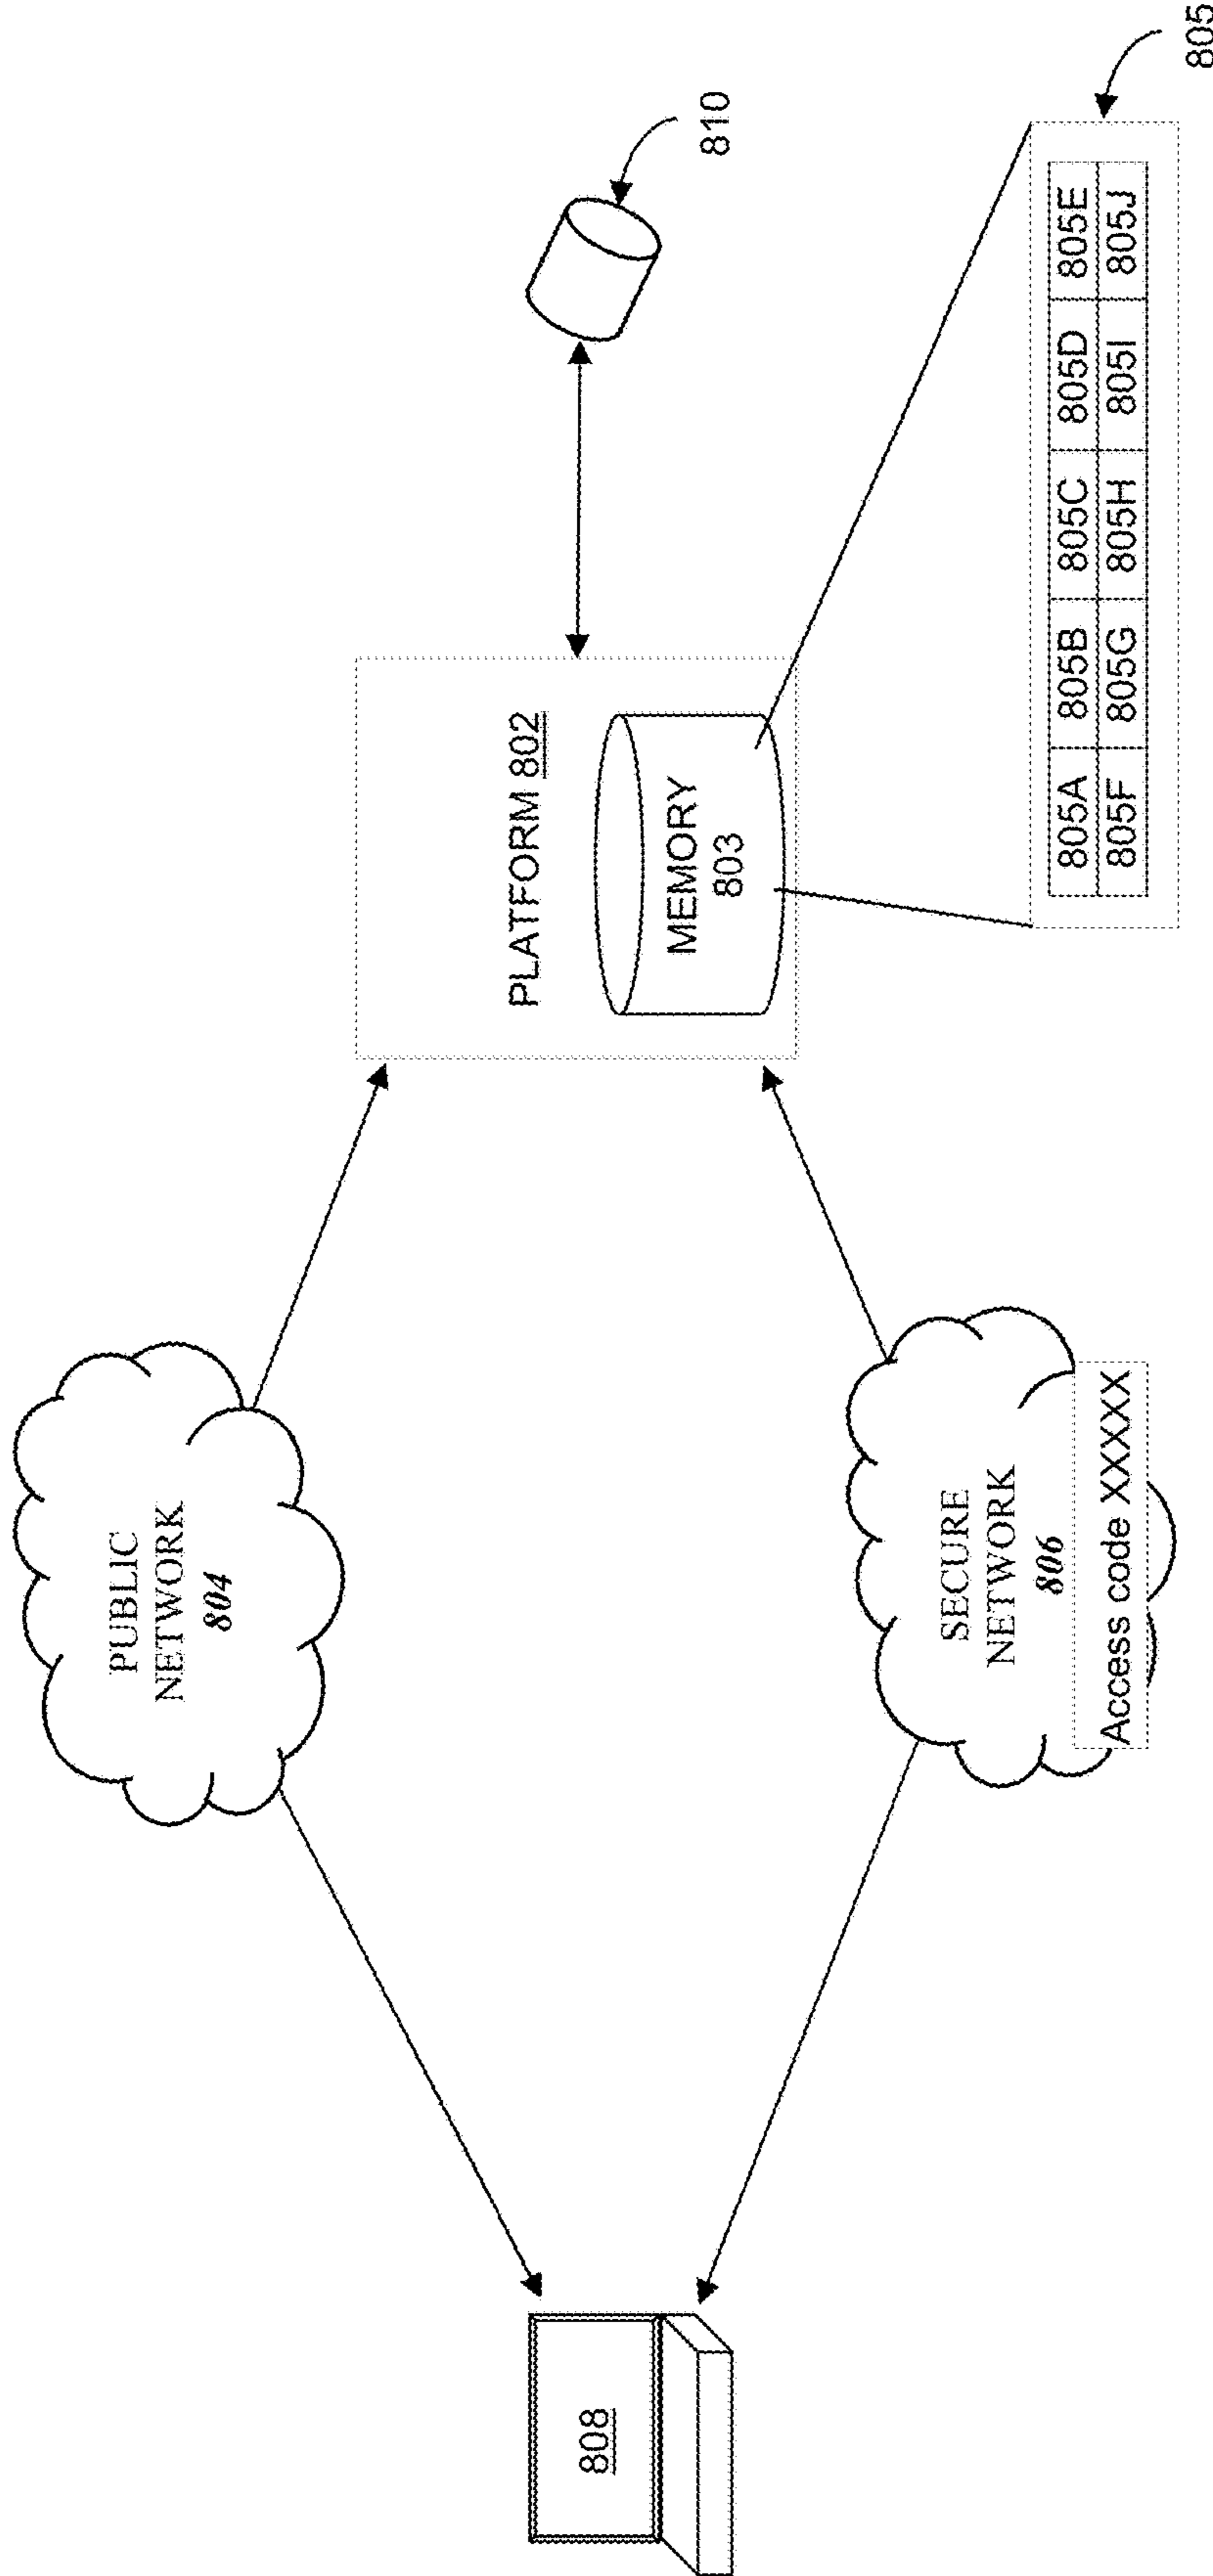 PUBLIC
NETWORK
804
808
SECURE
NETWORK
806
Access code XXXXX
PLATFORM 802
MEMORY
803
810
805A 805B 805C 805D 805E
805F 805G 805H 805I 805J
805